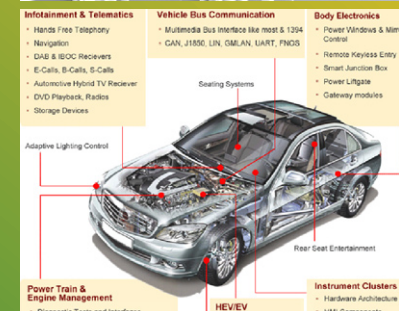 Infotainment & Telematics
• Hands Free Telephony
• Navigation
• DAB & IBOC Recievers
• E-Calls, B-Calls, S-Calls
• Automotive Hybrid TV Reciever
• DVD Playback, Radios
• Storage Devices
Vehicle Bus Communication
• Multimedia Bus Interface like most & 1394
• CAN, J1850, LIN, GMLAN, UART, FNOS
Body Electronics
• Power Windows &
Control
• Remote Keyless Entry
• Smart Junction Box
• Power Liftgate
• Gateway modules
Seating Systems
Adaptive Lighting Control
Rear Seat Entertainment
Power Train &
Engine Management
HEV/EV
Instrument Clusters
• Hardware Architecture